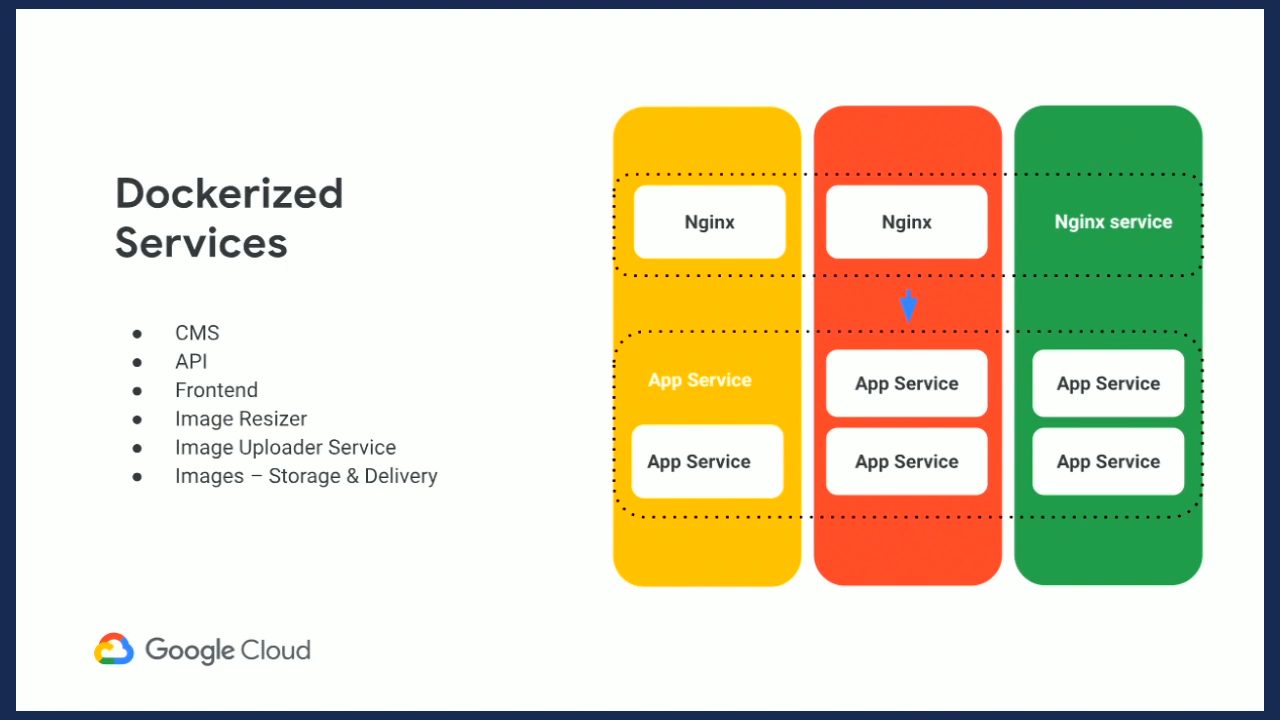 Dockerized
Services
● CMS
● API
● Frontend
● Image Resizer
● Image Uploader Service
● Images – Storage & Delivery
Nginx Nginx Nginx service
App Service App Service App Service
App Service App Service App Service
Google Cloud